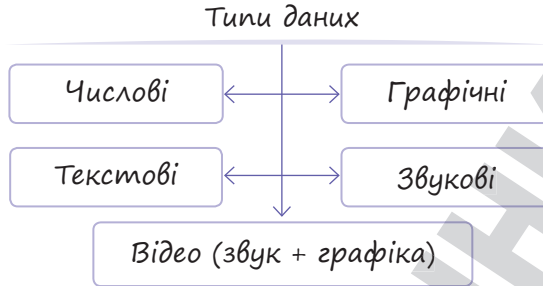 Типи даних
Числові
Графічні
Текстові
Звукові
Відео (звук + графіка)